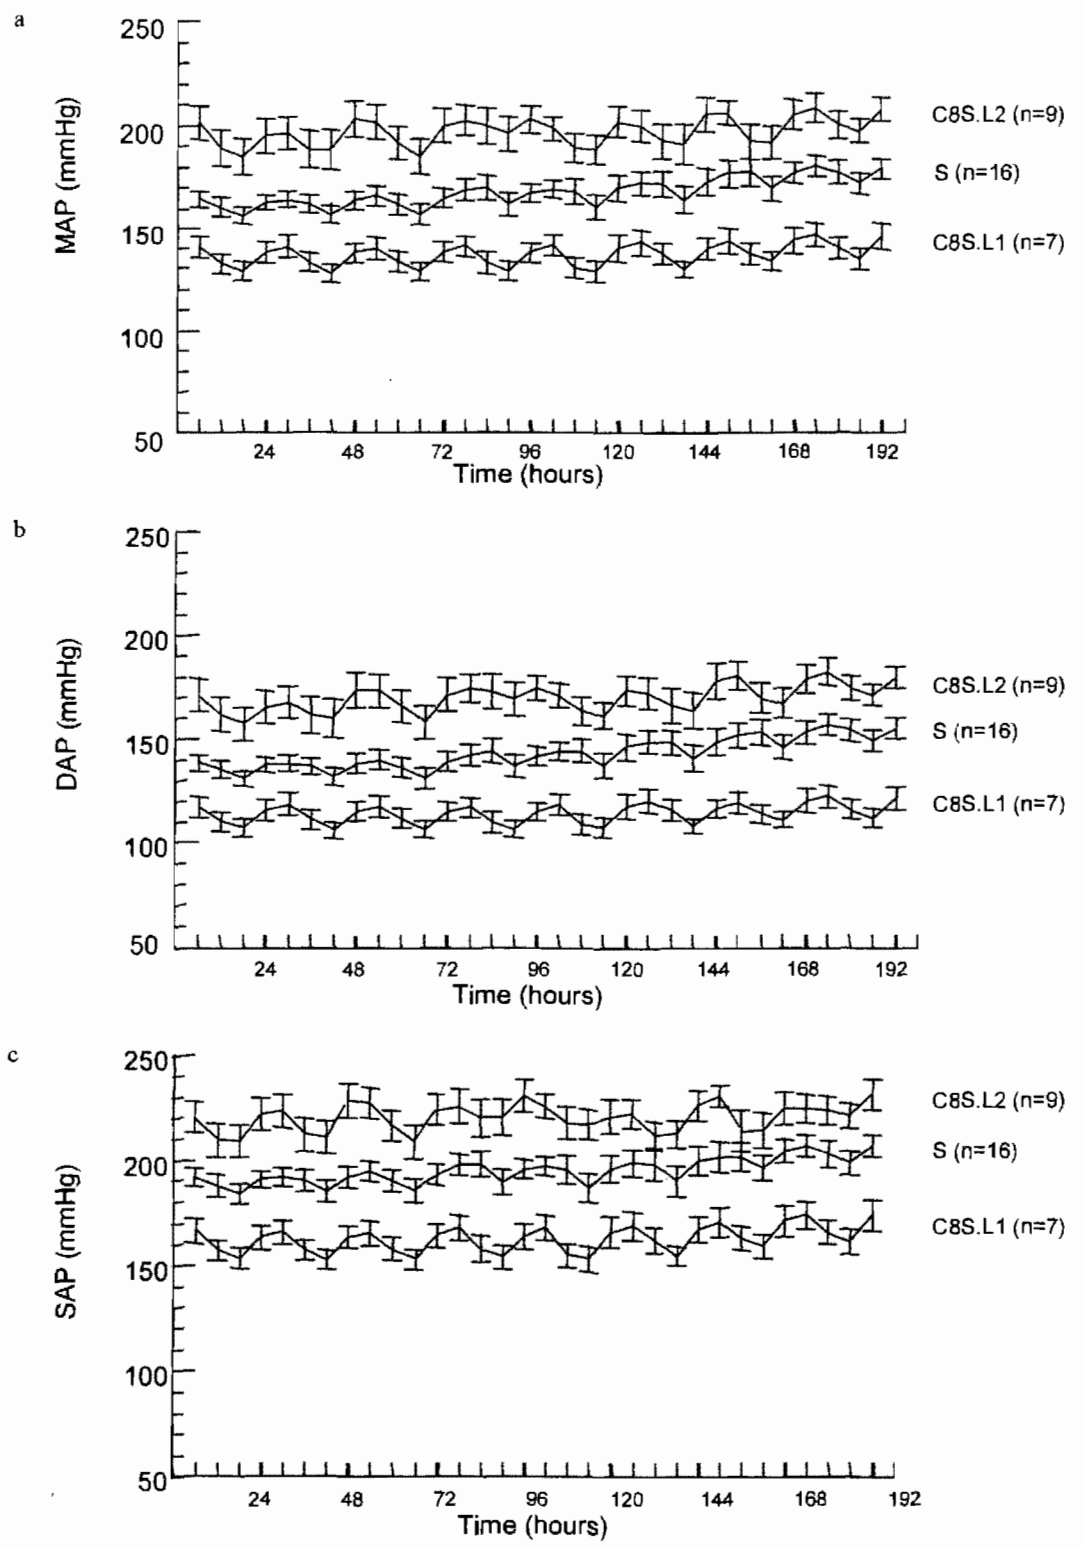 a
250
200
150
100
50
MAP (mmHg)
C8S.L2 (n=9)
S (n=16)
C8S.L1 (n=7)
24 48 72 96 120 144 168 192
Time (hours)
b
250
200
150
100
50
DAP (mmHg)
C8S.L2 (n=9)
S (n=16)
C8S.L1 (n=7)
24 48 72 96 120 144 168 192
Time (hours)
c
250
200
150
100
50
SAP (mmHg)
C8S.L2 (n=9)
S (n=16)
C8S.L1 (n=7)
24 48 72 96 120 144 168 192
Time (hours)